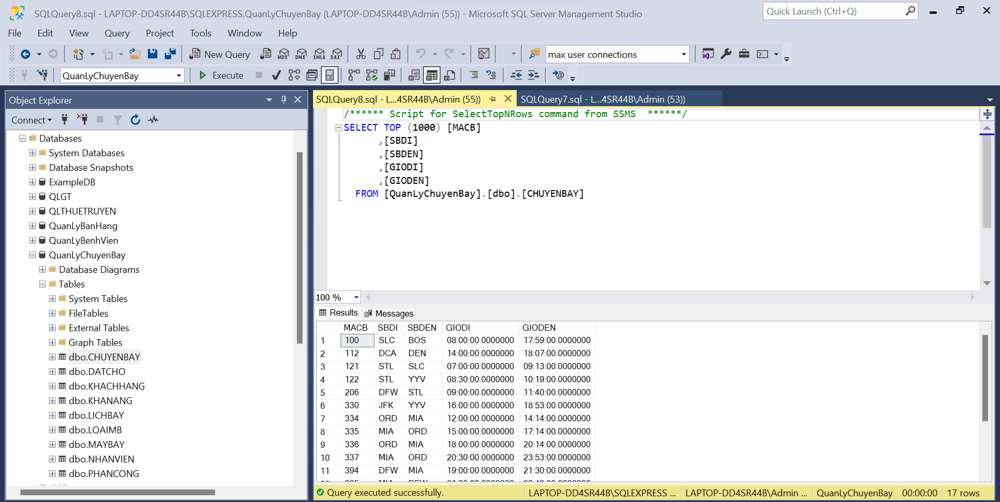 SQLQuery8.sql - LAPTOP-DD4SR44B\SQLEXPRESS.QuanLyChuyenBay (LAPTOP-DD4SR44B\Admin (55)) - Microsoft SQL Server Management Studio
Quick Launch (Ctrl+Q)
File Edit View Query Project Tools Window Help
New Query MDX DMX XMLA DAX max user connections
QuanLyChuyenBay Execute
Object Explorer
Connect
Databases
System Databases
Database Snapshots
ExampleDB
QLGT
QLTHUETRUYEN
QuanLyBanHang
QuanLyBenhVien
QuanLyChuyenBay
Database Diagrams
Tables
System Tables
FileTables
External Tables
Graph Tables
dbo.CHUYENBAY
dbo.DATCHO
dbo.KHACHHANG
dbo.KHANANG
dbo.LICHBAY
dbo.LOAIMB
dbo.MAYBAY
dbo.NHANVIEN
dbo.PHANCONG
SQLQuery8.sql - L...4SR44B\Admin (55)) SQLQuery7.sql - L...4SR44B\Admin (53))
/****** Script for SelectTopNRows command from SSMS ******/
SELECT TOP (1000) [MACB]
,[SBDI]
,[SBDEN]
,[GIODI]
,[GIODEN]
FROM [QuanLyChuyenBay].[dbo].[CHUYENBAY]
100 %
Results Messages
MACB SBDI SBDEN GIODI GIODEN
1 100 SLC BOS 08:00:00.0000000 17:59:00.0000000
2 112 DCA DEN 14:00:00.0000000 18:07:00.0000000
3 121 STL SLC 07:00:00.0000000 09:13:00.0000000
4 122 STL YYV 08:30:00.0000000 10:19:00.0000000
5 206 DFW STL 09:00:00.0000000 11:40:00.0000000
6 330 JFK YYV 16:00:00.0000000 18:53:00.0000000
7 334 ORD MIA 12:00:00.0000000 14:14:00.0000000
8 335 MIA ORD 15:00:00.0000000 17:14:00.0000000
9 336 ORD MIA 18:00:00.0000000 20:14:00.0000000
10 337 MIA ORD 20:30:00.0000000 23:53:00.0000000
11 394 DFW MIA 19:00:00.0000000 21:30:00.0000000
Query executed successfully. LAPTOP-DD4SR44B\SQLEXPRESS ... LAPTOP-DD4SR44B\Admin ... QuanLyChuyenBay 00:00:00 17 rows